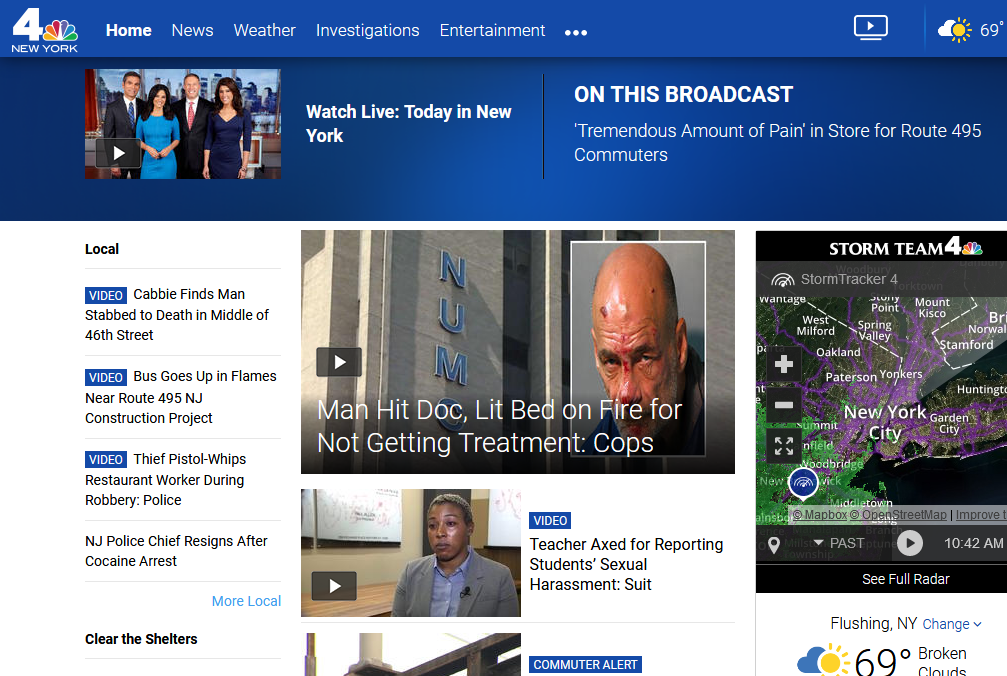 4
NEW YORK
Home News Weather Investigations Entertainment
69°
Watch Live: Today in New
York
ON THIS BROADCAST
'Tremendous Amount of Pain' in Store for Route 495
Commuters
Local
VIDEO Cabbie Finds Man
Stabbed to Death in Middle of
46th Street
VIDEO Bus Goes Up in Flames
Near Route 495 NJ
Construction Project
VIDEO Thief Pistol-Whips
Restaurant Worker During
Robbery: Police
NJ Police Chief Resigns After
Cocaine Arrest
More Local
Clear the Shelters
NUMC
Man Hit Doc, Lit Bed on Fire for
Not Getting Treatment: Cops
VIDEO
Teacher Axed for Reporting
Students' Sexual
Harassment: Suit
COMMUTER ALERT
STORM TEAM 4
StormTracker 4
Wantage
Stony
Point
Mount
Kisco
West
Milford
Spring
Valley
Norwal
Stamford
Oakland
Paterson Yonkers
Huntingto
New York
City
Garden
City
Woodbridge
Middletown
© Mapbox © OpenStreetMap | Improve t
PAST
10:42 AM
See Full Radar
Flushing, NY Change
69° Broken
Clouds